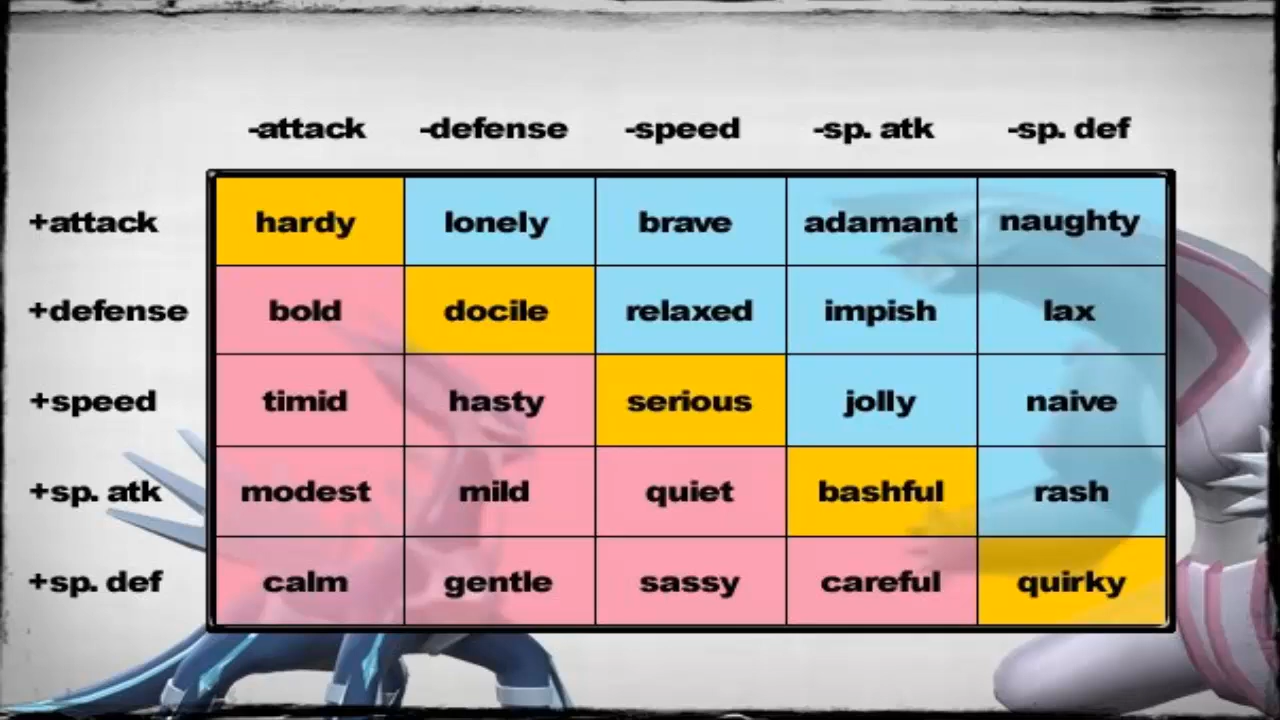 -attack -defense -speed -sp. atk -sp. def
+attack hardy lonely brave adamant naughty
+defense bold docile relaxed impish lax
+speed timid hasty serious jolly naive
+sp. atk modest mild quiet bashful rash
+sp. def calm gentle sassy careful quirky